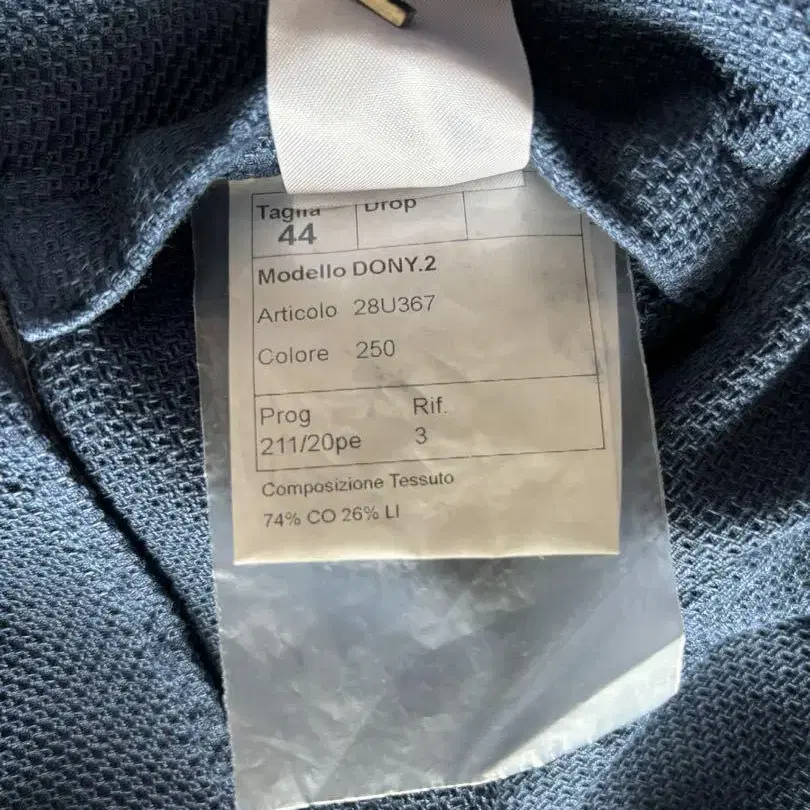 Taglia Drop
44
Modello DONY.2
Articolo 28U367
Colore 250
Prog Rif.
211/20pe 3
Composizione Tessuto
74% CO 26% LI